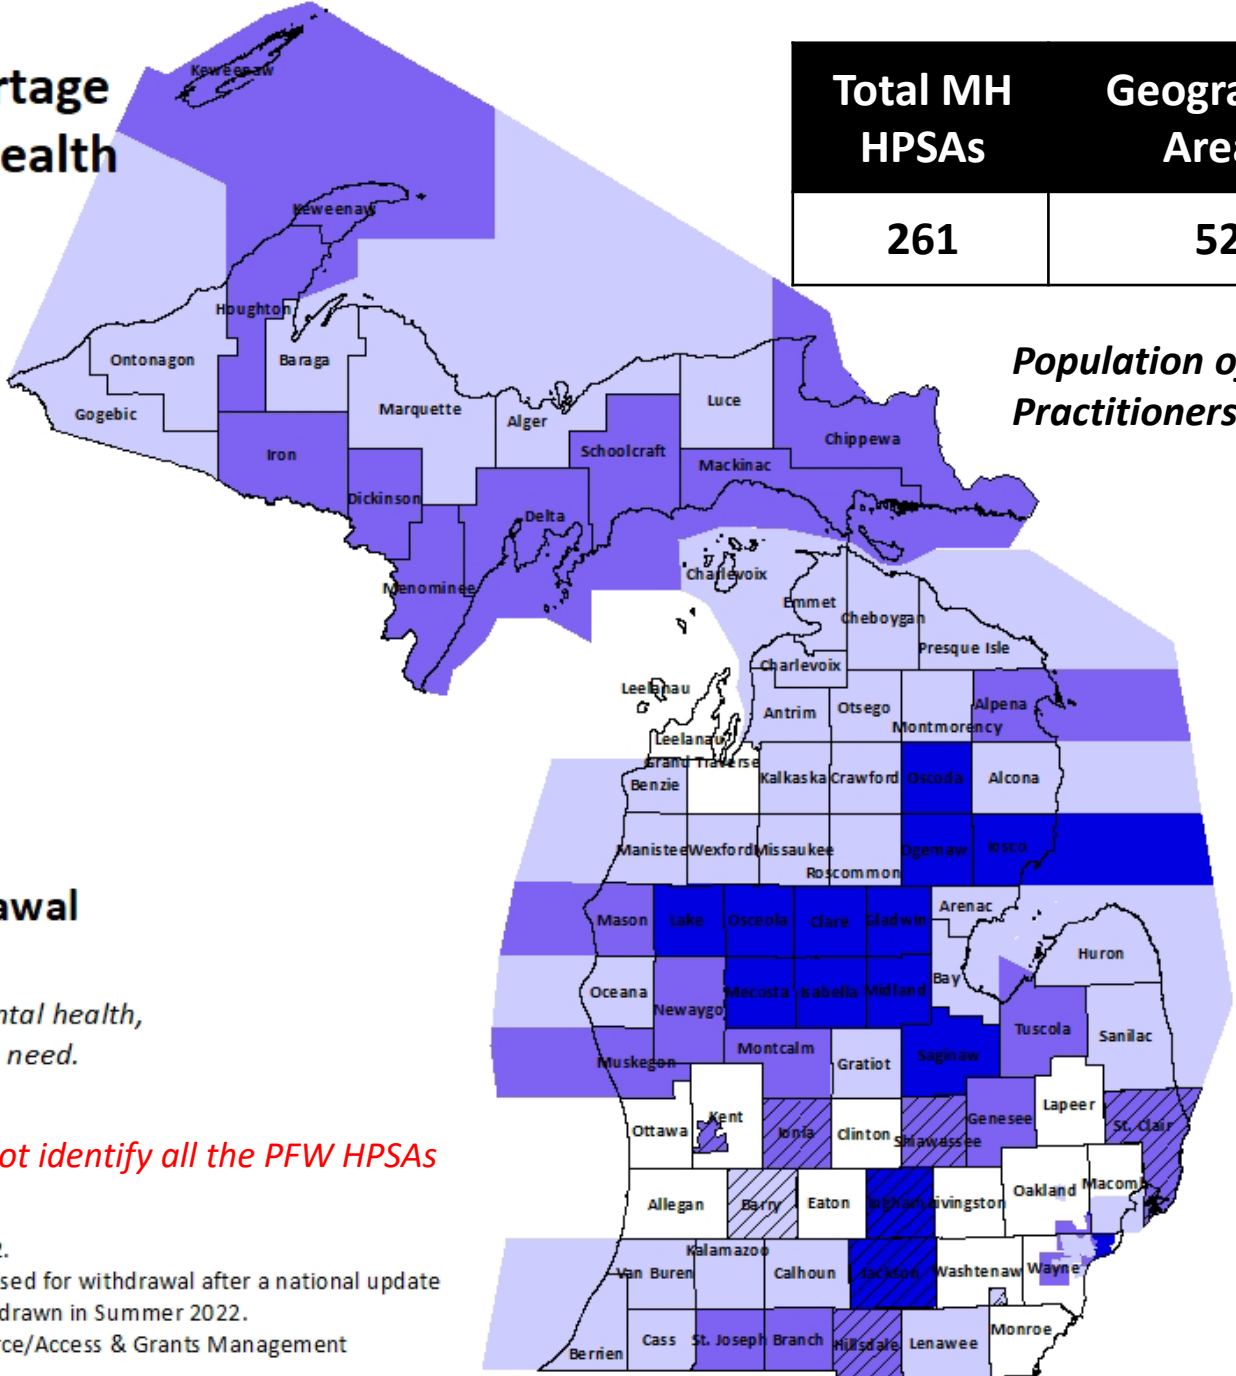 rtage
ealth
Total MH
HPSAs
Geogra
Area
261
52
Population o
Practitioners
Keweenaw
Keweenaw
Houghton
Ontonagon
Baraga
Gogebic
Marquette
Alger
Luce
Iron
Schoolcraft
Chippewa
Mackinac
Dickinson
Delta
Menominee
Charlevoix
Emmet
Cheboygan
Presque Isle
Charlevoix
Leelanau
Antrim
Otsego
Alpena
Montmorency
Leelanau
Grand Traverse
Benzie
Kalkaska
Crawford
Oscoda
Alcona
Manistee
Wexford
Missaukee
Roscommon
Ogemaw
Iosco
awal
Mason
Lake
Osceola
Clare
Gladwin
Arenac
Huron
Oceana
Newaygo
Mecosta
Isabella
Midland
Bay
ntal health,
need.
Muskegon
Montcalm
Gratiot
Saginaw
Tuscola
Sanilac
Ottawa
Kent
Ionia
Clinton
Shiawassee
Genesee
Lapeer
St. Clair
ot identify all the PFW HPSAs
Allegan
Barry
Eaton
Ingham
Livingston
Oakland
Macomb
2.
sed for withdrawal after a national update
drawn in Summer 2022.
rce/Access & Grants Management
Van Buren
Kalamazoo
Calhoun
Jackson
Washtenaw
Wayne
Berrien
Cass
St. Joseph
Branch
Hillsdale
Lenawee
Monroe